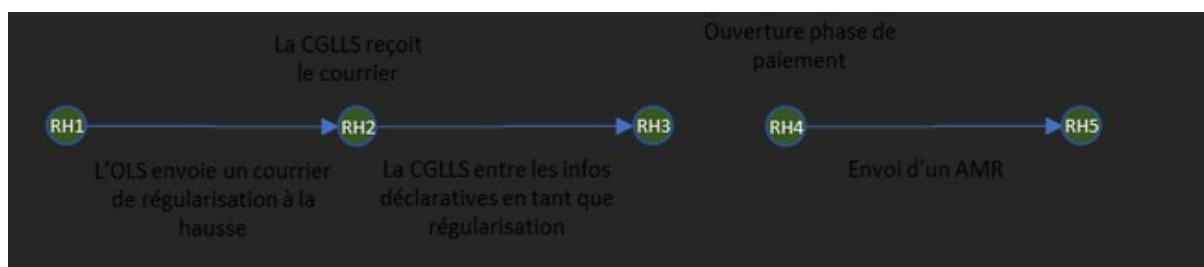 La CGLLS reçoit
le courrier
Ouverture phase de
paiement
RH1
RH2
RH3
RH4
RH5
L'OLS envoie un courrier
de régularisation à la
hausse
La CGLLS entre les infos
déclaratives en tant que
régularisation
Envoi d'un AMR